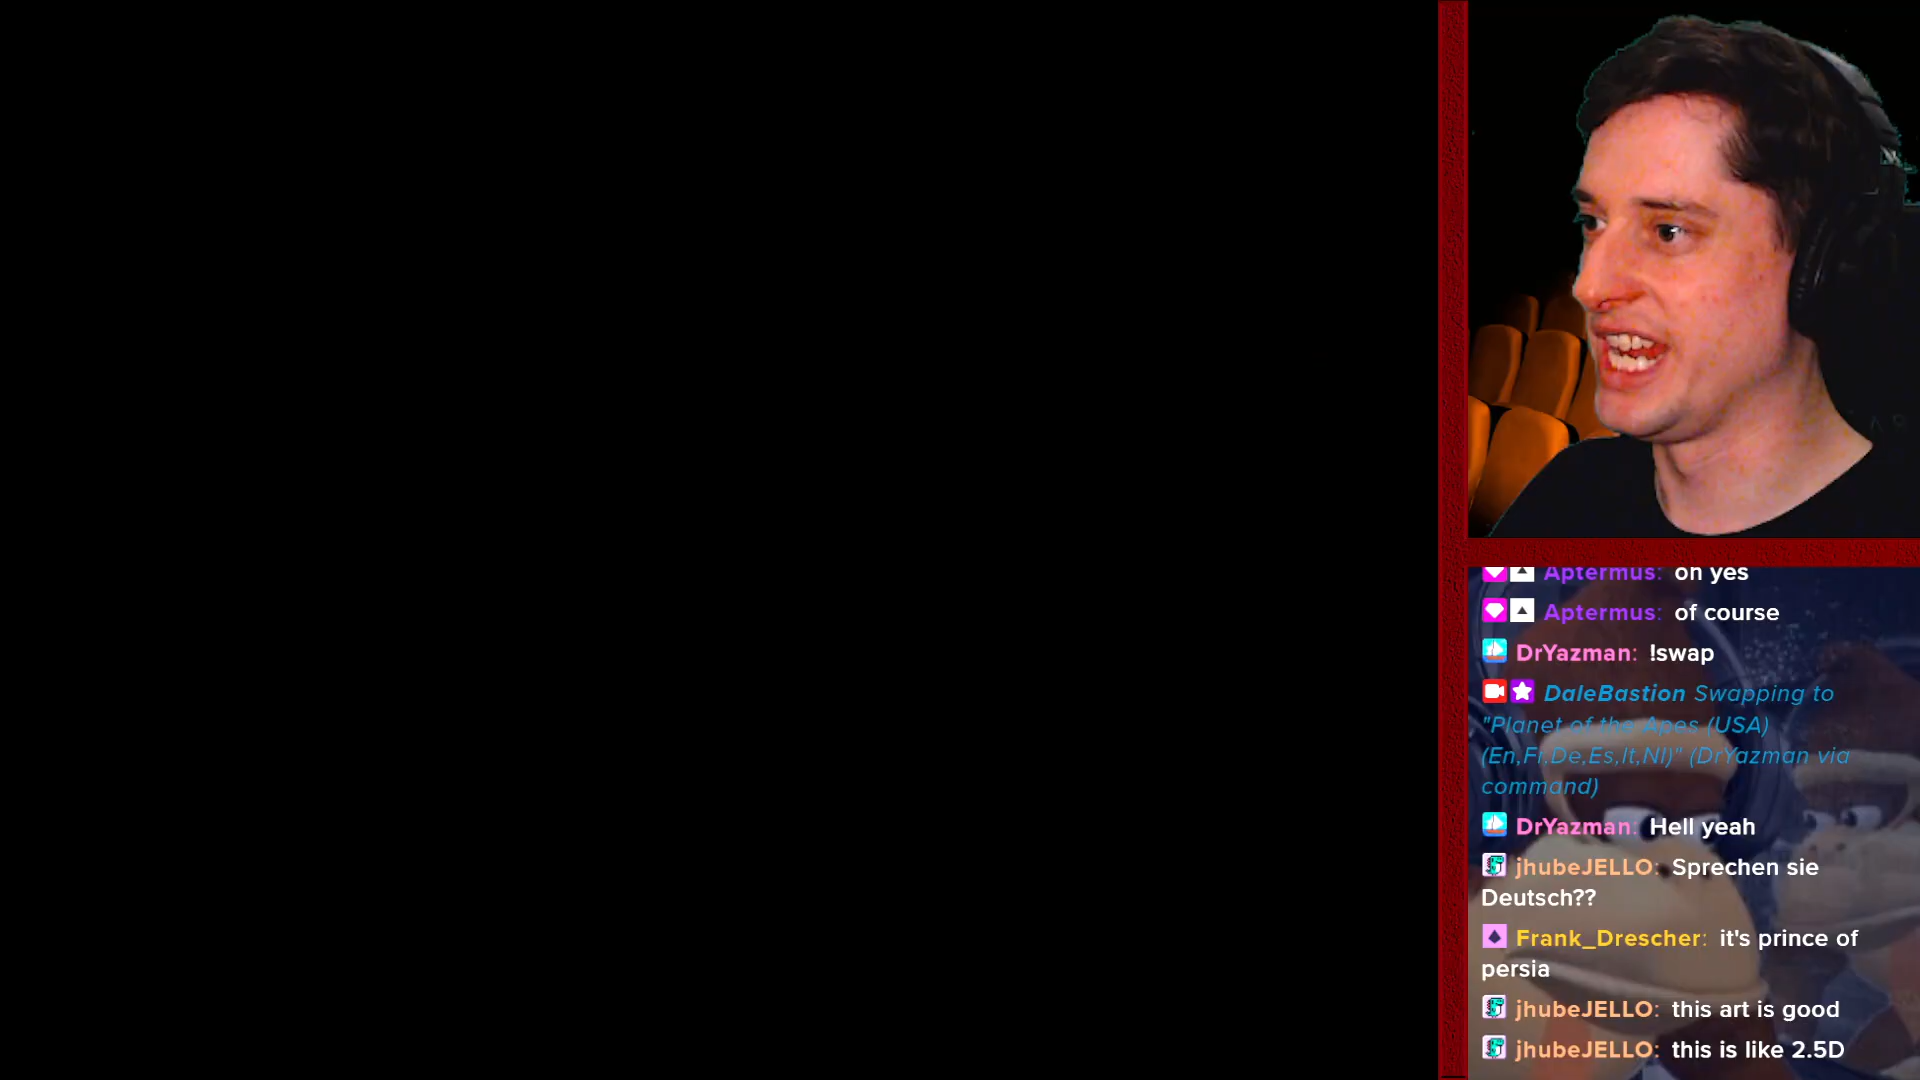 Aptermus: oh yes
Aptermus: of course
DrYazman: !swap
DaleBastion Swapping to
"Planet of the Apes (USA)
(En,Fr,De,Es,It,Nl)" (DrYazman via
command)
DrYazman: Hell yeah
jhubeJELLO: Sprechen sie
Deutsch??
Frank_Drescher: it's prince of
persia
jhubeJELLO: this art is good
jhubeJELLO: this is like 2.5D